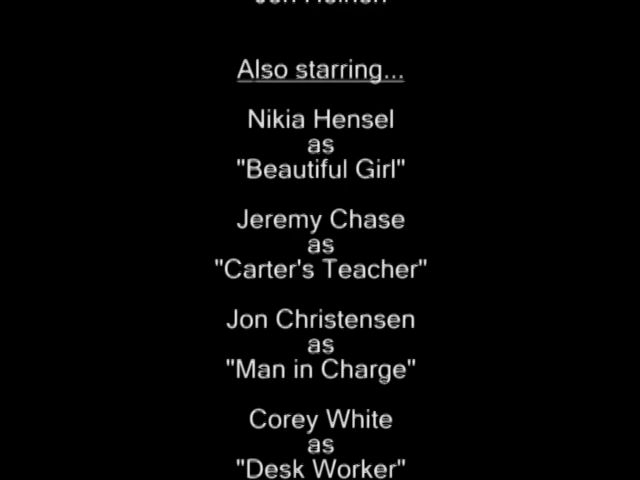 Also starring...
Nikia Hensel
as
"Beautiful Girl"
Jeremy Chase
as
"Carter's Teacher"
Jon Christensen
as
"Man in Charge"
Corey White
as
"Desk Worker"